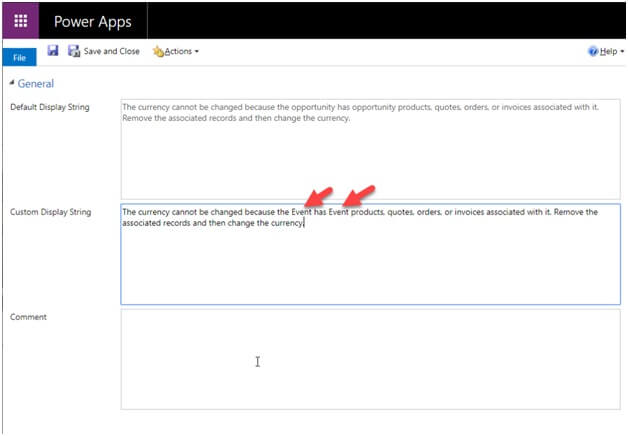 Power Apps
File
Save and Close
Actions
Help
General
Default Display String
The currency cannot be changed because the opportunity has opportunity products, quotes, orders, or invoices associated with it.
Remove the associated records and then change the currency.
Custom Display String
The currency cannot be changed because the Event has Event products, quotes, orders, or invoices associated with it. Remove the
associated records and then change the currency.
Comment